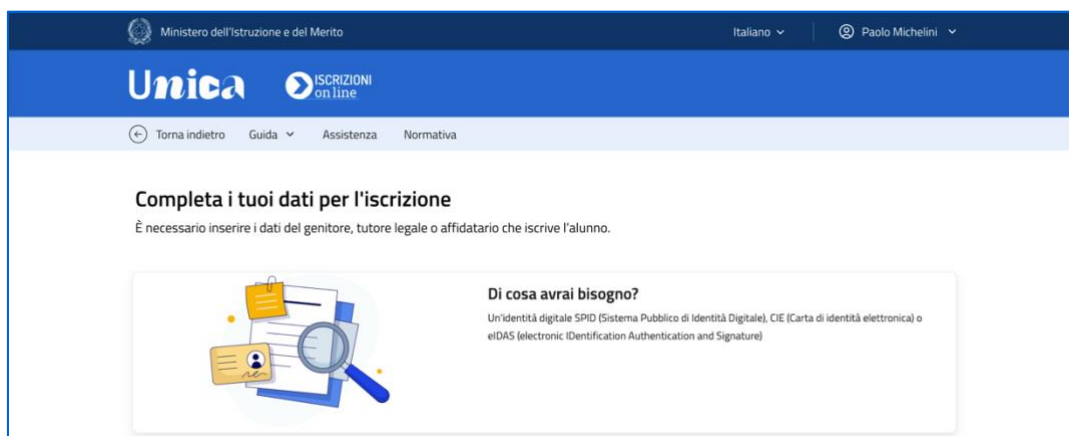 Ministero dell'Istruzione e del Merito
Italiano
Paolo Michelini
Unica
ISCRIZIONI
on line
Torna indietro
Guida
Assistenza
Normativa
Completa i tuoi dati per l'iscrizione
È necessario inserire i dati del genitore, tutore legale o affidatario che iscrive l'alunno.
Di cosa avrai bisogno?
Un'identità digitale SPID (Sistema Pubblico di Identità Digitale), CIE (Carta di identità elettronica) o
eIDAS (electronic IDentification Authentication and Signature)